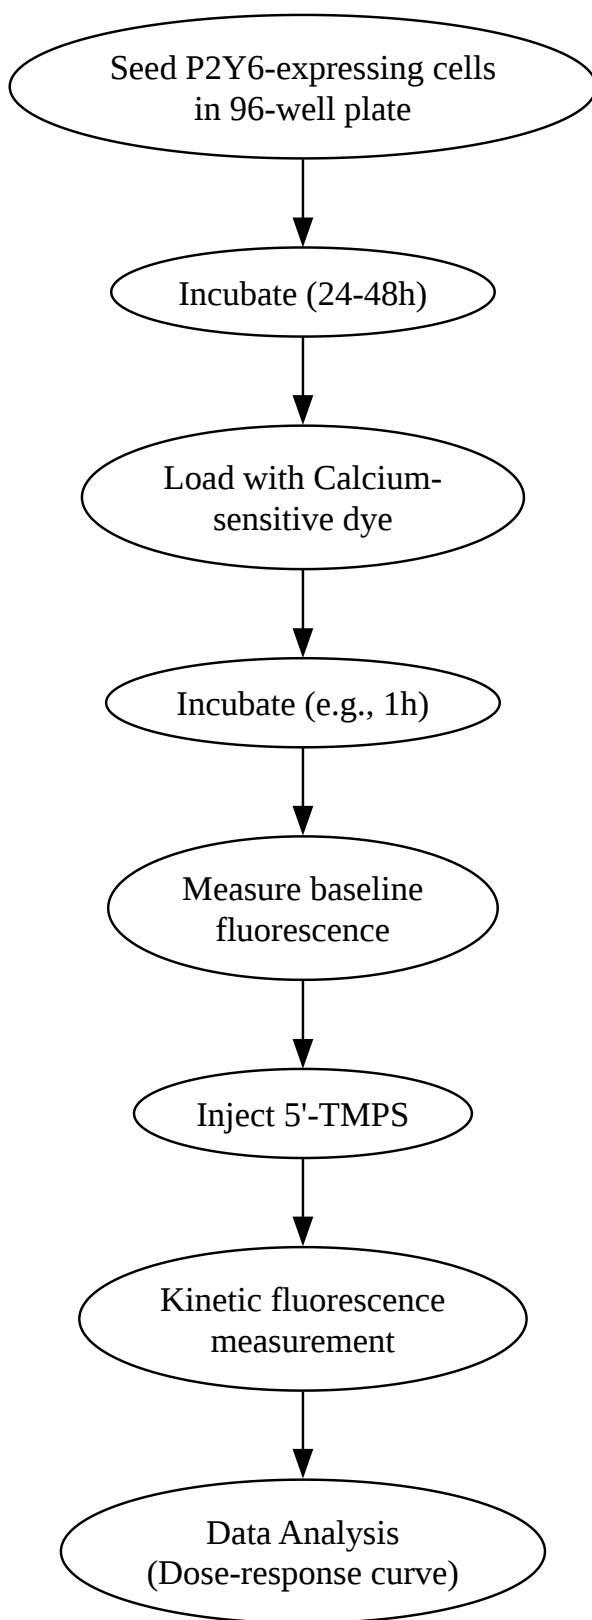 Seed P2Y6-expressing cells
in 96-well plate
Incubate (24-48h)
Load with Calcium-
sensitive dye
Incubate (e.g., 1h)
Measure baseline
fluorescence
Inject 5'-TMPS
Kinetic fluorescence
measurement
Data Analysis
(Dose-response curve)